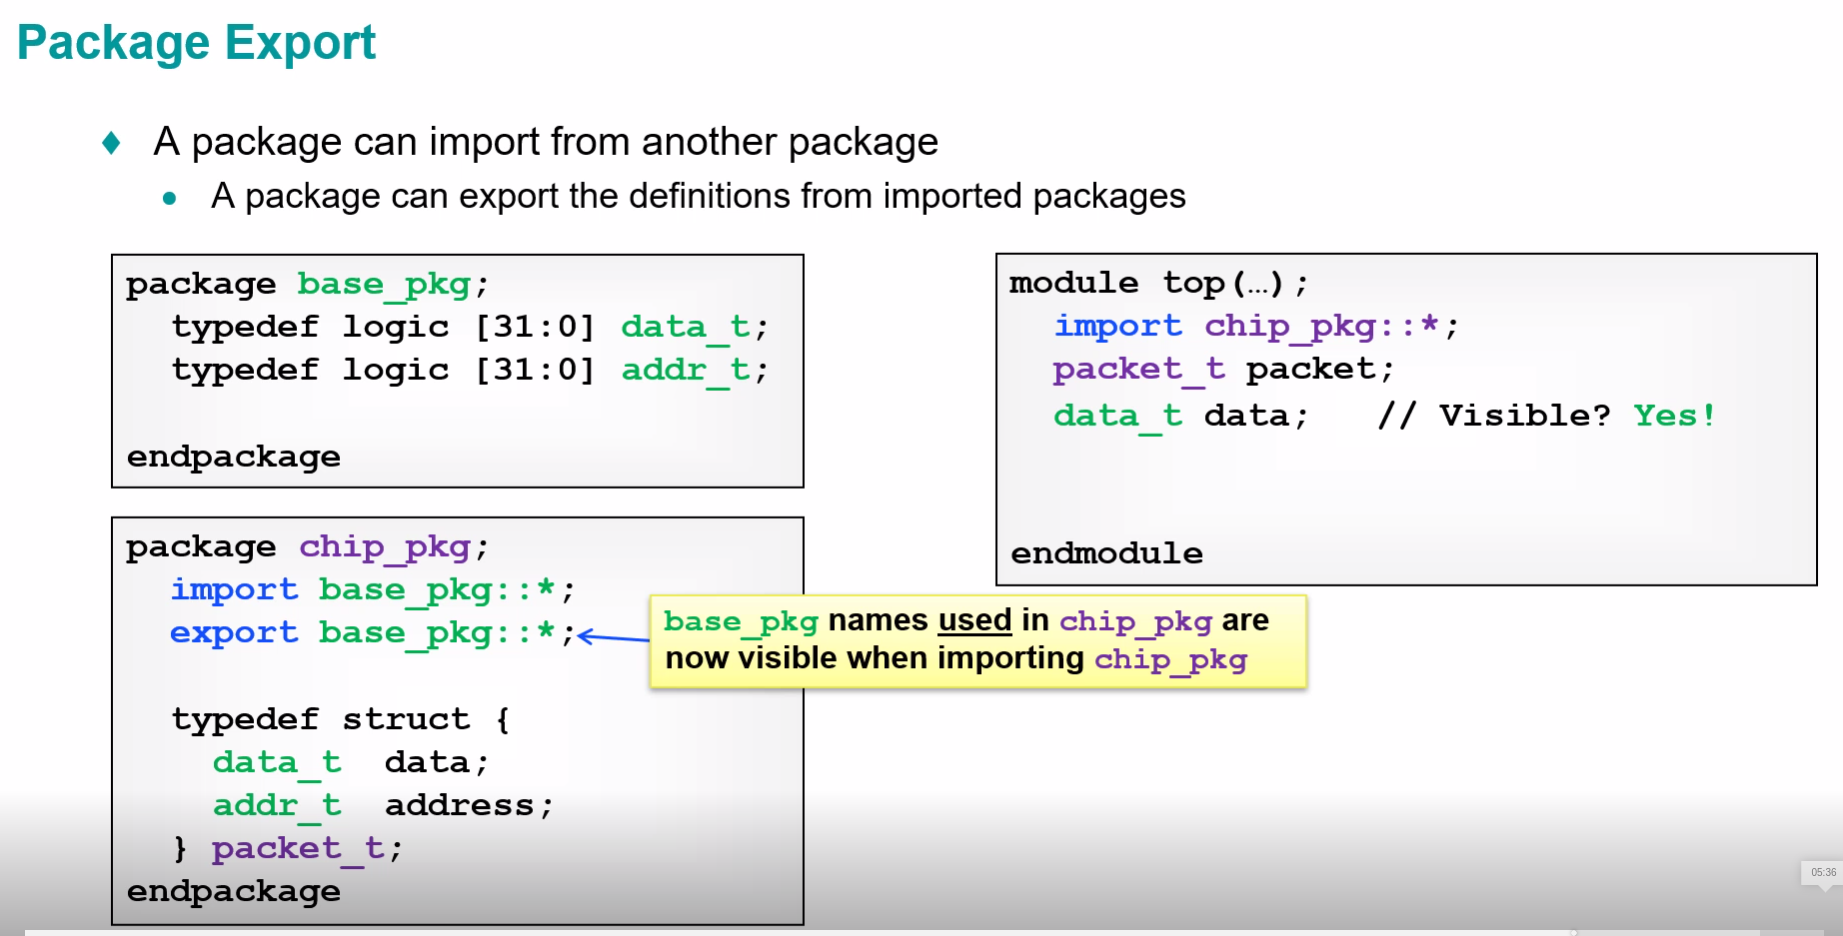 Package Export
A package can import from another package
A package can export the definitions from imported packages
package base_pkg;
typedef logic [31:0] data_t;
typedef logic [31:0] addr_t;
endpackage
package chip_pkg;
import base_pkg::*;
export base_pkg::*;
typedef struct {
data_t data;
addr_t address;
} packet_t;
endpackage
module top(…);
import chip_pkg::*;
packet_t packet;
data_t data; // Visible? Yes!
endmodule
base_pkg names used in chip_pkg are
now visible when importing chip_pkg
05:36